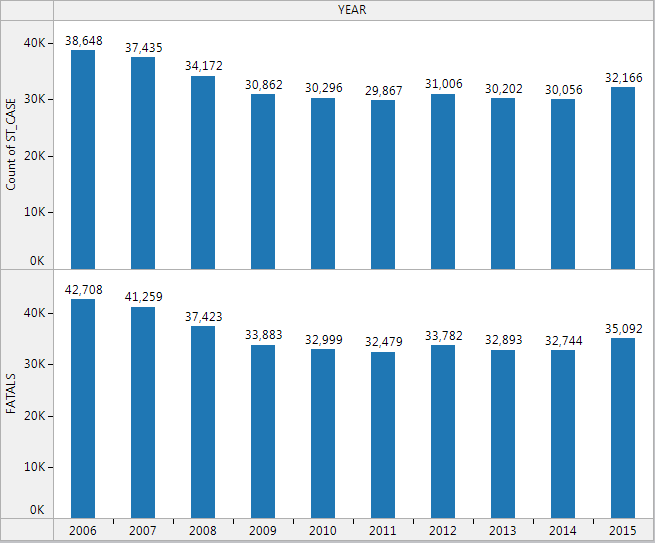 YEAR
Count of ST_CASE
40K
30K
20K
10K
0K
38,648
37,435
34,172
30,862
30,296
29,867
31,006
30,202
30,056
32,166
FATALS
40K
30K
20K
10K
0K
42,708
41,259
37,423
33,883
32,999
32,479
33,782
32,893
32,744
35,092
2006 2007 2008 2009 2010 2011 2012 2013 2014 2015